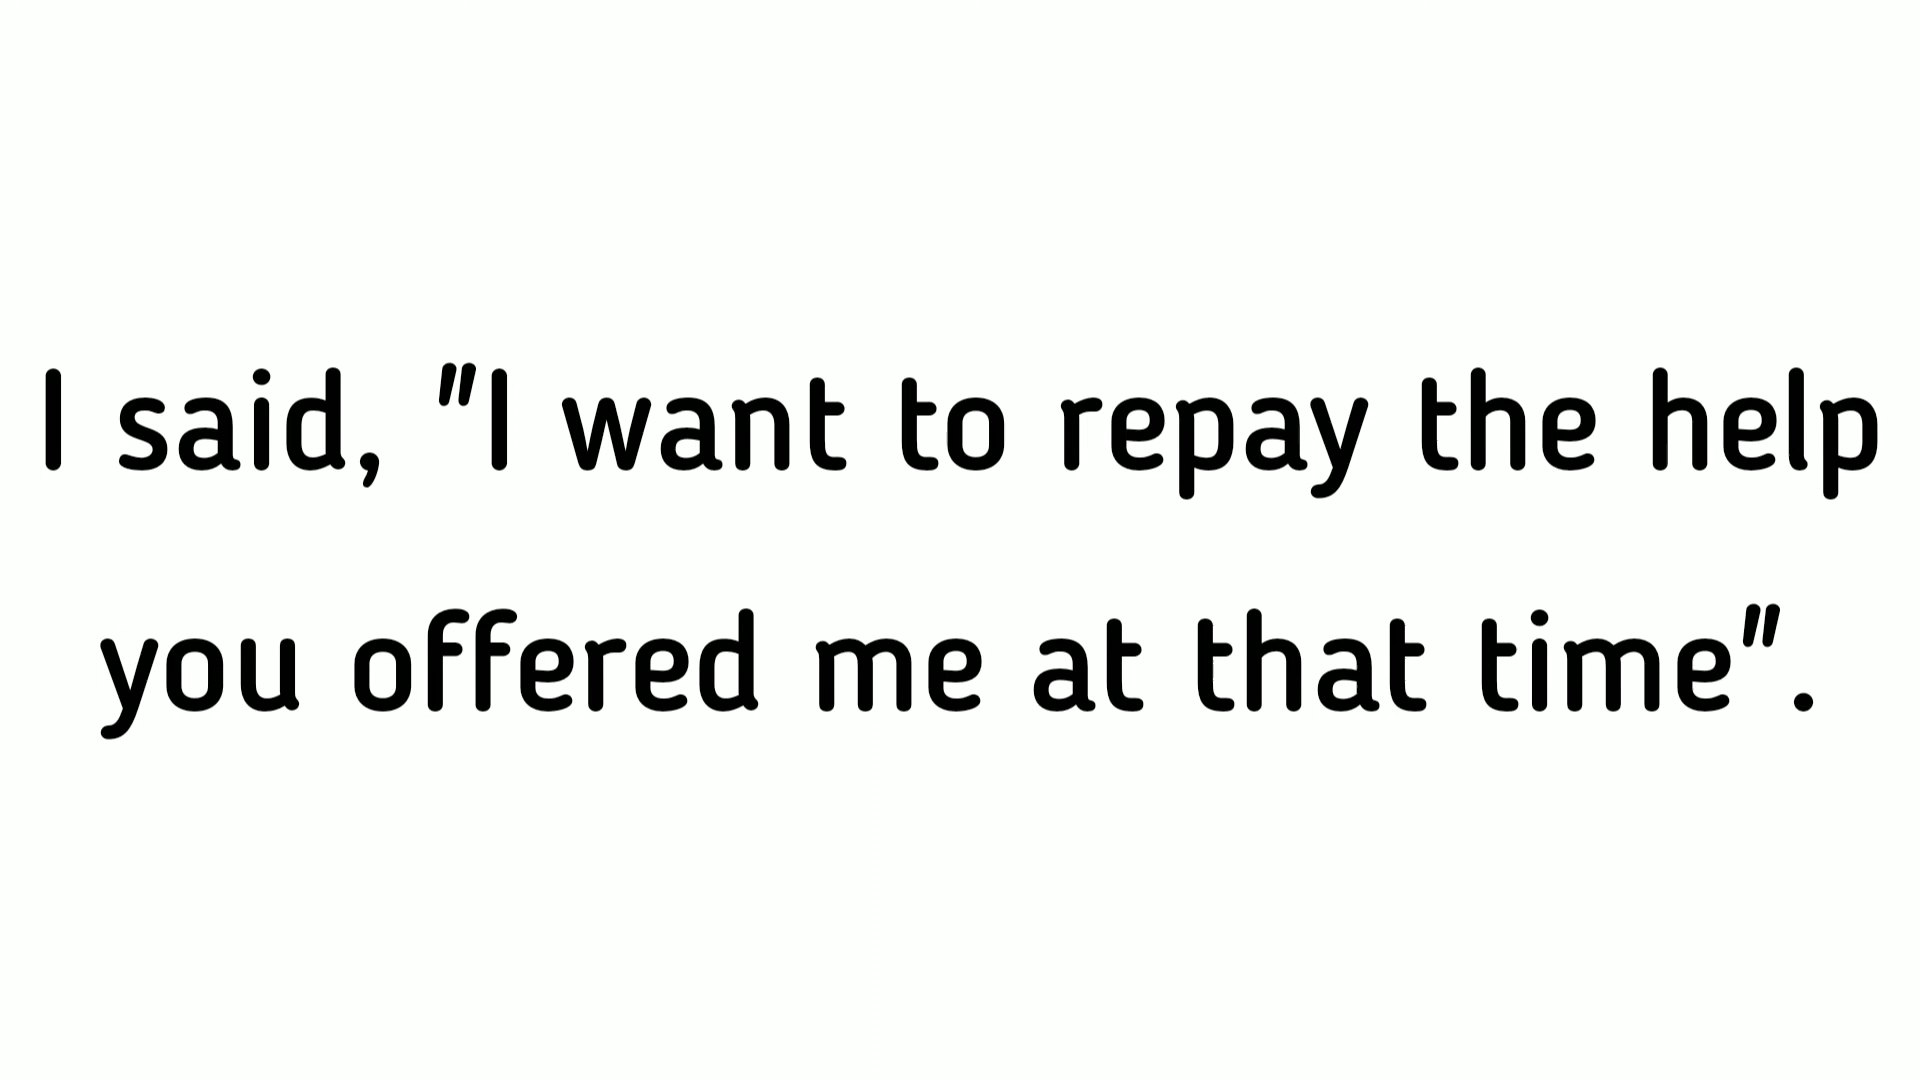 I said, "I want to repay the help
you offered me at that time".